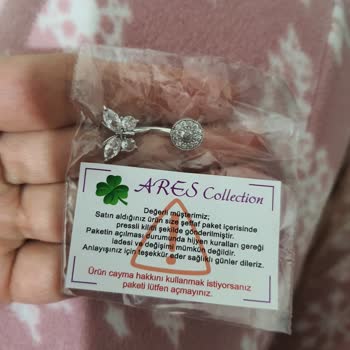 ARES Collection
Değerli müşterimiz;
Satın aldığınız ürün size şeffaf paket içerisinde
presli kilitli şekilde gönderilmiştir.
Paketin açılması durumunda hijyen kuralları gereği
iadesi ve değişimi mümkün değildir.
Anlayışınız için teşekkür eder sağlıklı günler dileriz.
Ürün cayma hakkını kullanmak istiyorsanız
paketi lütfen açmayınız.